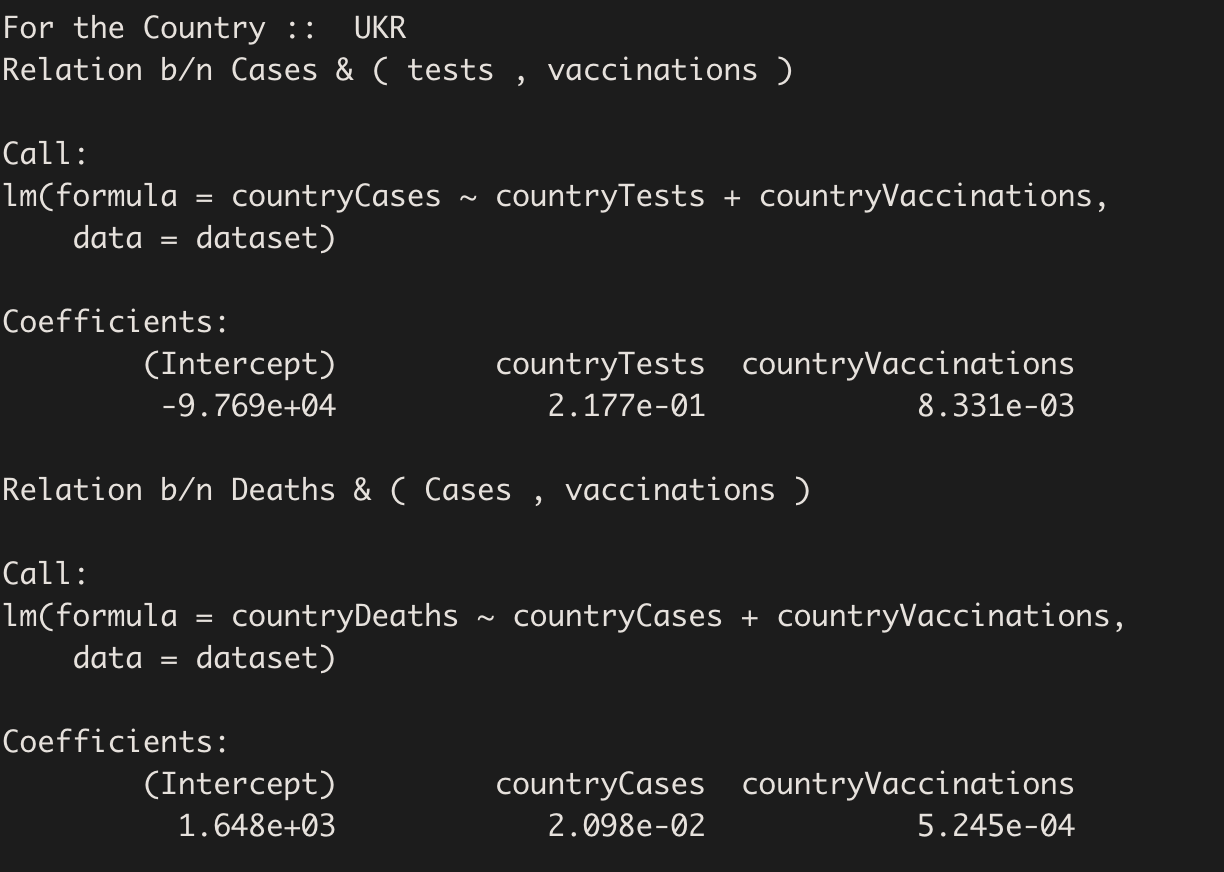 For the Country ::  UKR
Relation b/n Cases & ( tests , vaccinations )
Call:
lm(formula = countryCases ~ countryTests + countryVaccinations,
    data = dataset)
Coefficients:
        (Intercept)         countryTests  countryVaccinations
         -9.769e+04            2.177e-01            8.331e-03
Relation b/n Deaths & ( Cases , vaccinations )
Call:
lm(formula = countryDeaths ~ countryCases + countryVaccinations,
    data = dataset)
Coefficients:
        (Intercept)         countryCases  countryVaccinations
          1.648e+03            2.098e-02            5.245e-04